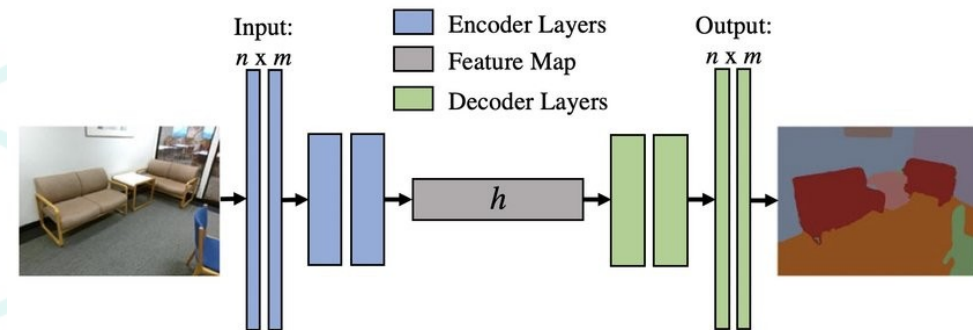 Input:
n x m
Encoder Layers
Feature Map
Decoder Layers
Output:
n x m
h